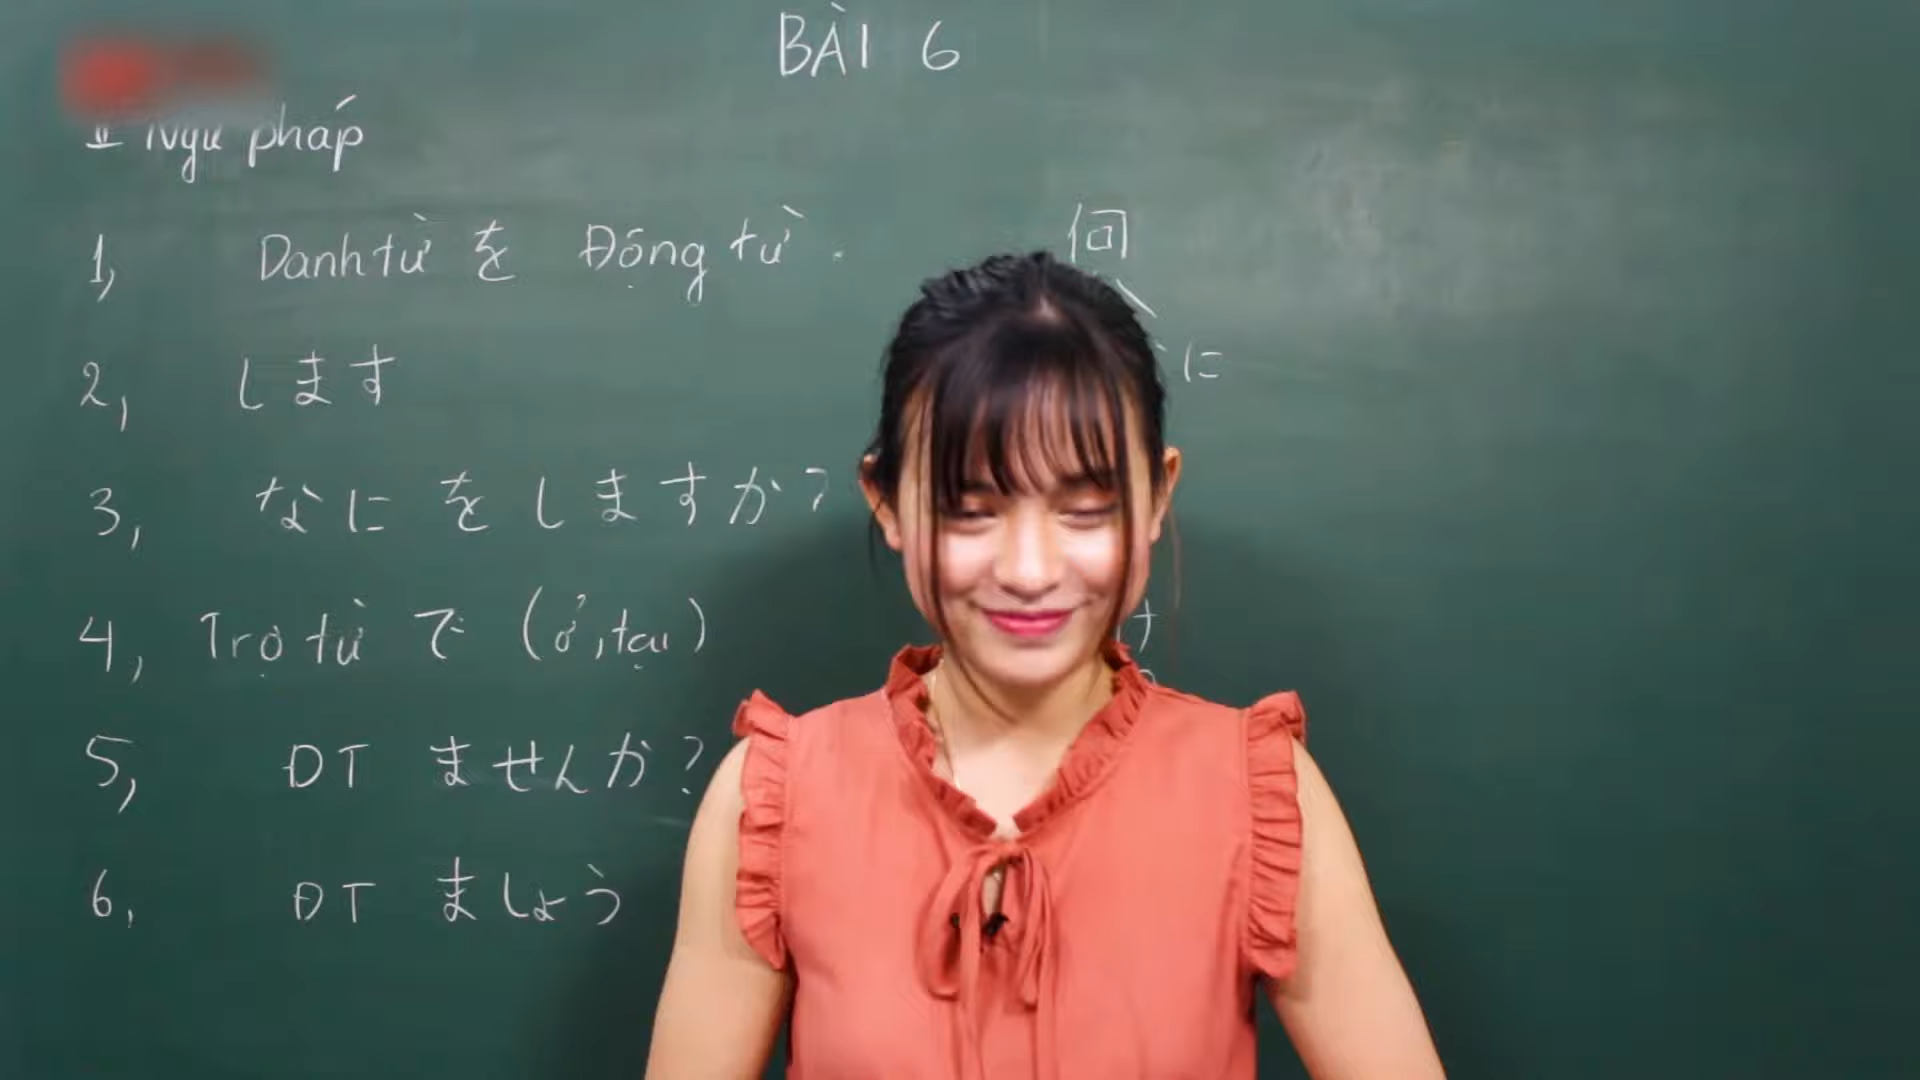 BÀI 6
II Ngữ pháp
1, Danh từ を Động từ.
2, します
3, なにをしますか?
4, Trợ từ で (ở, tại)
5, ĐT ませんか?
6, ĐT ましょう
何
に